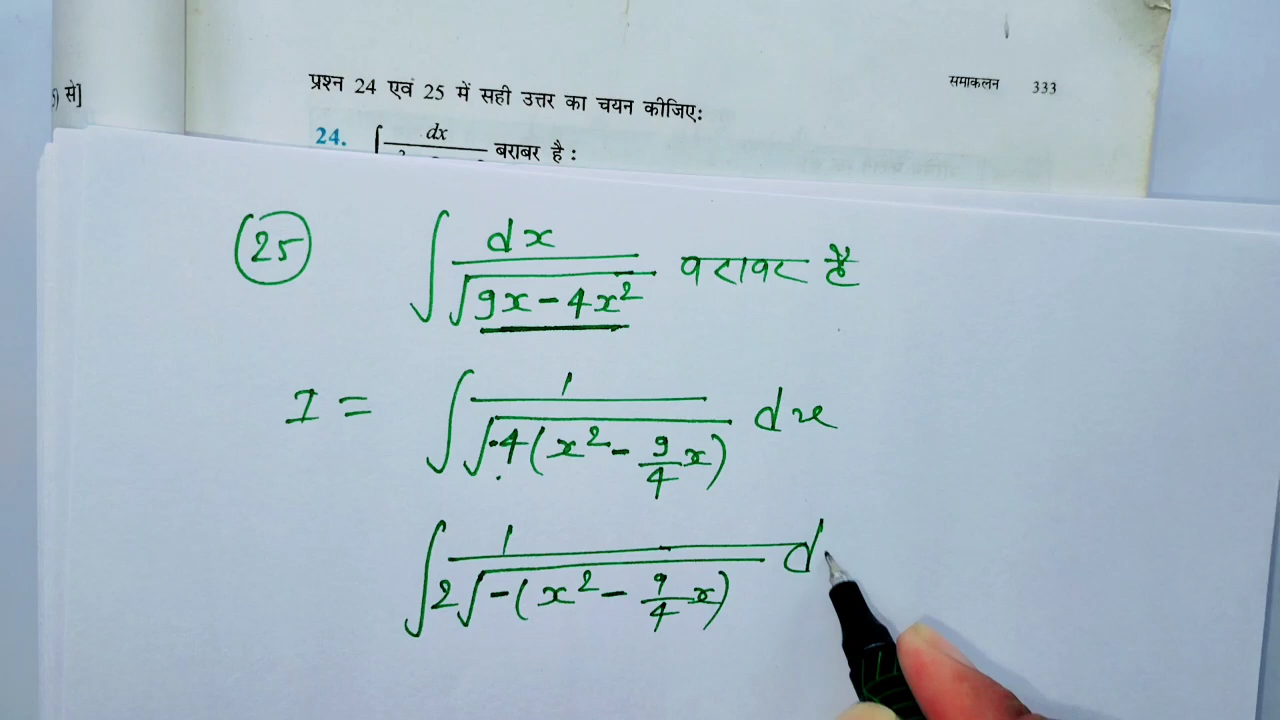 5) से]
समाकलन 333
प्रश्न 24 एवं 25 में सही उत्तर का चयन कीजिए:
24. ∫ dx बराबर है :
(25) ∫ dx / √(9x - 4x²) बराबर है
I = ∫ 1 / √(-4(x² - 9/4 x)) dx
∫ 1 / 2√(-(x² - 9/4 x)) d